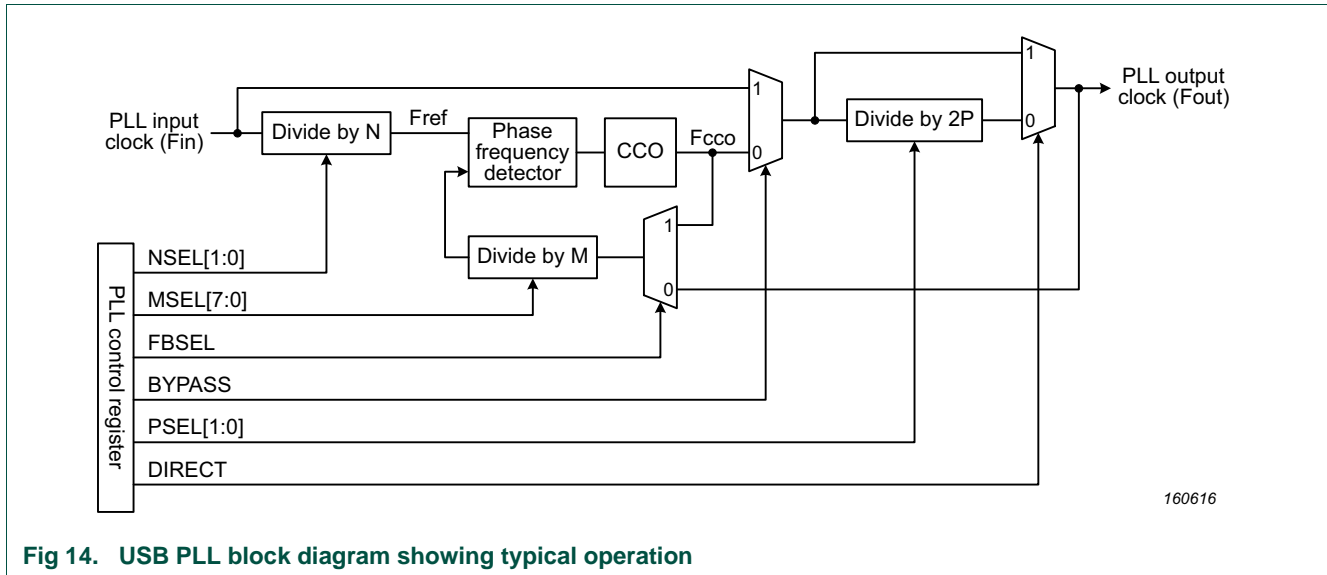 PLL input
clock (Fin)
Divide by N
Fref
Phase
frequency
detector
CCO
Fcco
1
0
Divide by 2P
1
0
PLL output
clock (Fout)
Divide by M
1
0
PLL control register
NSEL[1:0]
MSEL[7:0]
FBSEL
BYPASS
PSEL[1:0]
DIRECT
160616
Fig 14. USB PLL block diagram showing typical operation